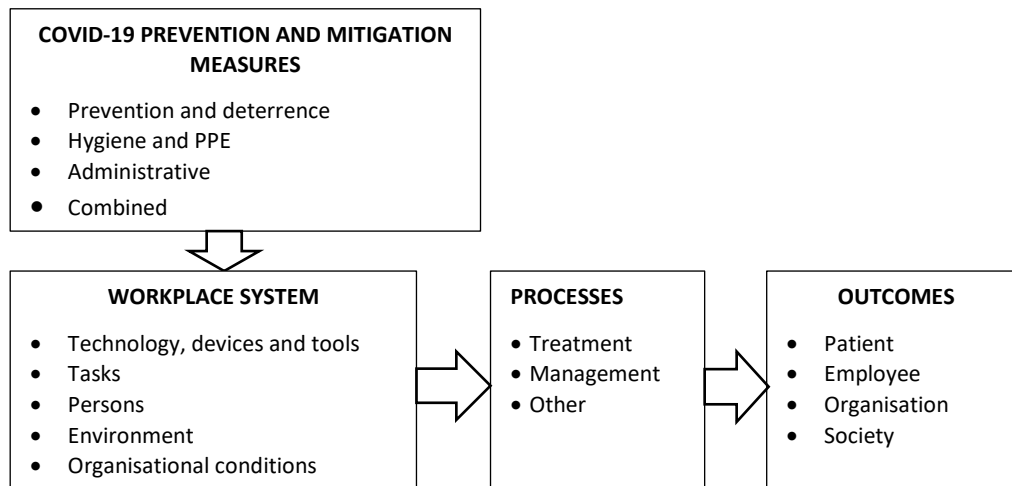 COVID-19 PREVENTION AND MITIGATION
MEASURES
• Prevention and deterrence
• Hygiene and PPE
• Administrative
• Combined
WORKPLACE SYSTEM
• Technology, devices and tools
• Tasks
• Persons
• Environment
• Organisational conditions
PROCESSES
• Treatment
• Management
• Other
OUTCOMES
• Patient
• Employee
• Organisation
• Society